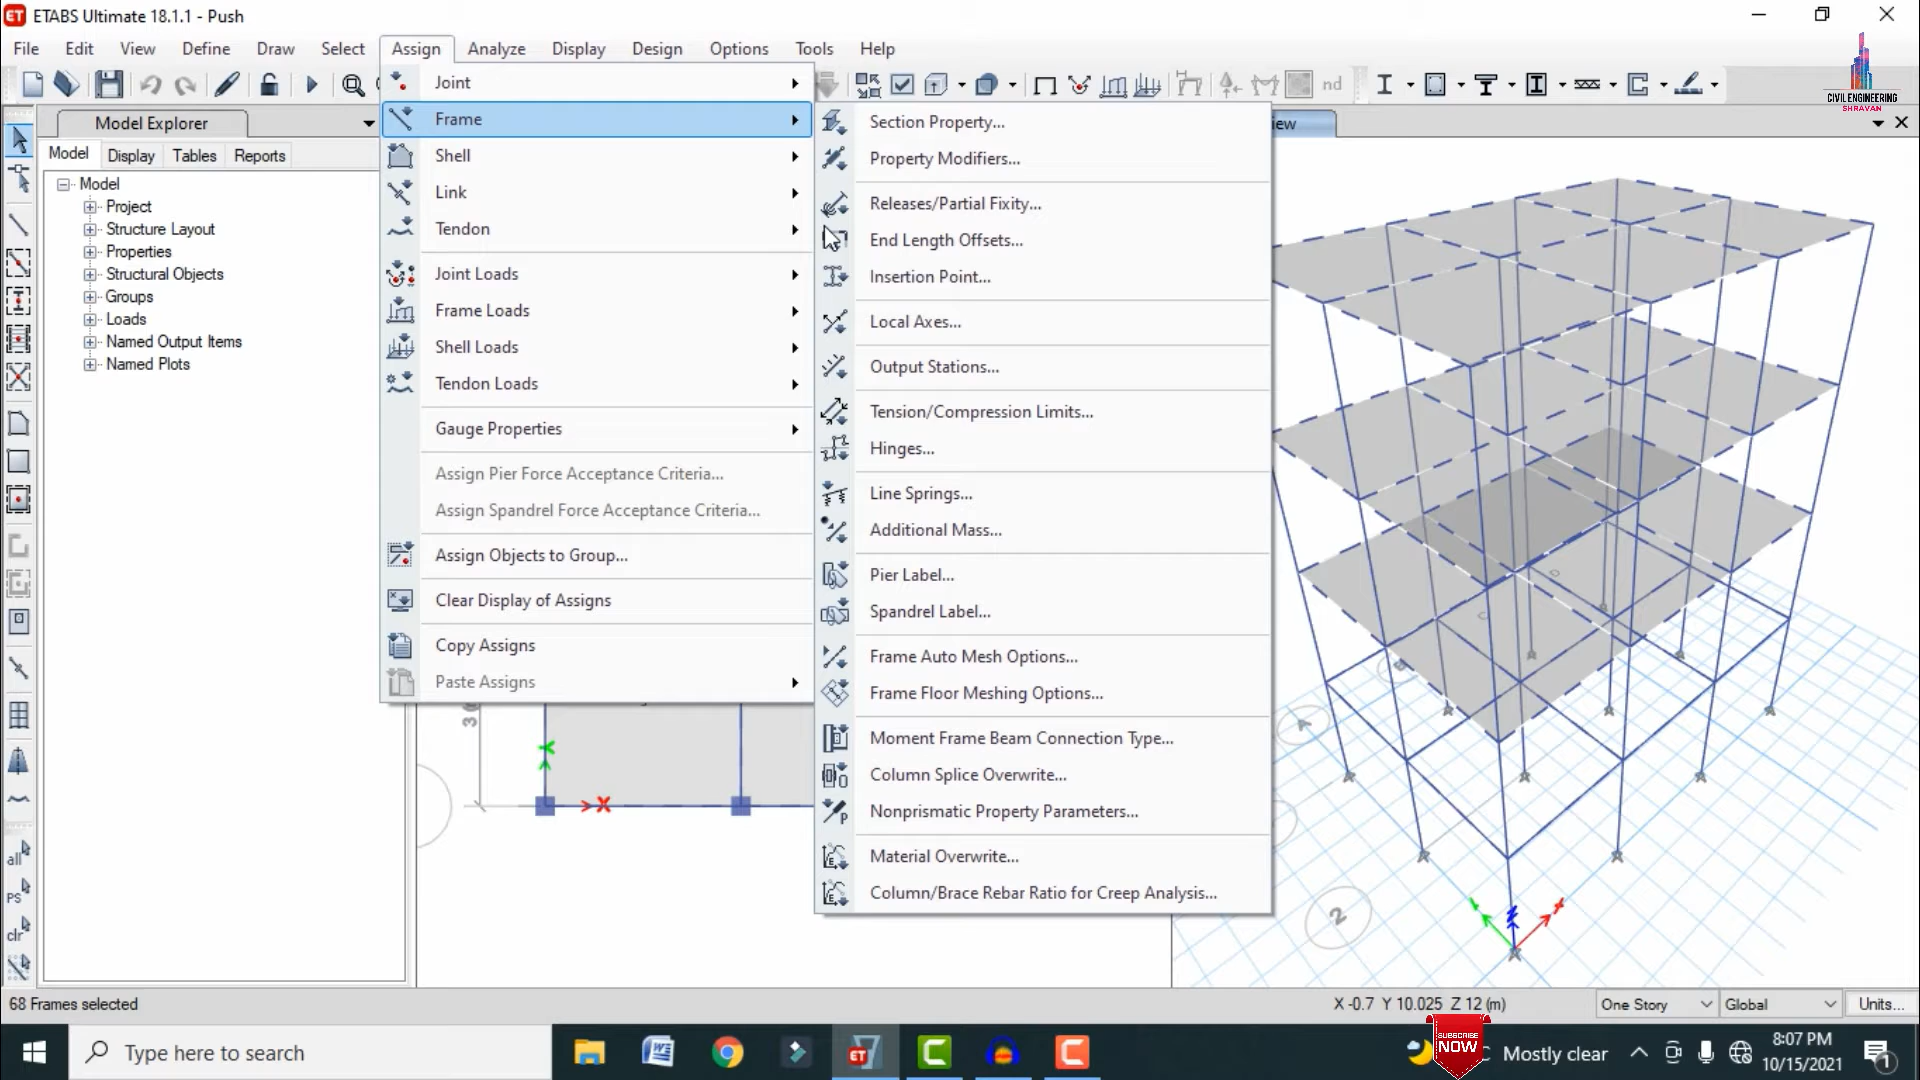 ETABS Ultimate 18.1.1 - Push
File Edit View Define Draw Select Assign Analyze Display Design Options Tools Help
nd
CIVIL ENGINEERING
SHRAVAN
Model Explorer
Model Display Tables Reports
Model
Project
Structure Layout
Properties
Structural Objects
Groups
Loads
Named Output Items
Named Plots
Joint
Frame
Shell
Link
Tendon
Joint Loads
Frame Loads
Shell Loads
Tendon Loads
Gauge Properties
Assign Pier Force Acceptance Criteria...
Assign Spandrel Force Acceptance Criteria...
Assign Objects to Group...
Clear Display of Assigns
Copy Assigns
Paste Assigns
Section Property...
Property Modifiers...
Releases/Partial Fixity...
End Length Offsets...
Insertion Point...
Local Axes...
Output Stations...
Tension/Compression Limits...
Hinges...
Line Springs...
Additional Mass...
Pier Label...
Spandrel Label...
Frame Auto Mesh Options...
Frame Floor Meshing Options...
Moment Frame Beam Connection Type...
Column Splice Overwrite...
Nonprismatic Property Parameters...
Material Overwrite...
Column/Brace Rebar Ratio for Creep Analysis...
X
2
all
ps
clr
68 Frames selected
X -0.7 Y 10.025 Z 12 (m)
One Story
Global
Units...
Type here to search
SUBSCRIBE
NOW
C Mostly clear
8:07 PM
10/15/2021
1